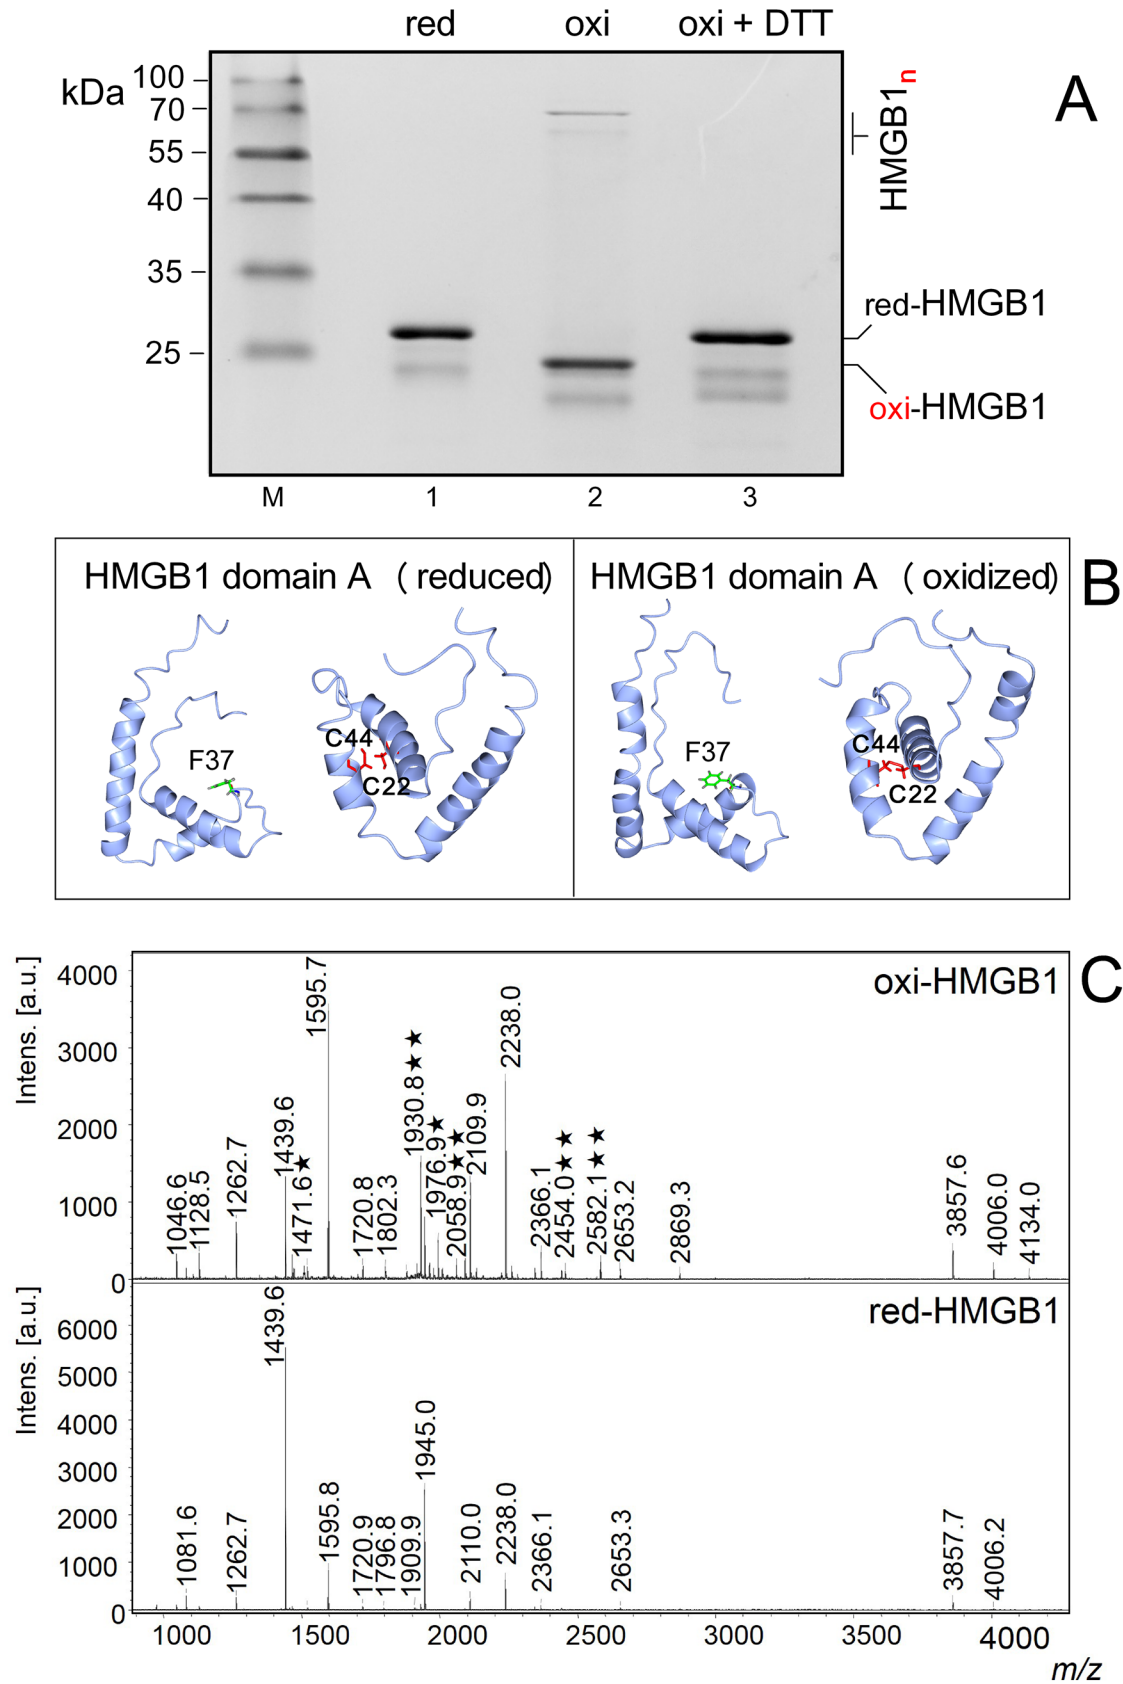 red oxi oxi + DTT
A
kDa
100
70
55
40
35
25
HMGB1n
red-HMGB1
oxi-HMGB1
M 1 2 3
B
HMGB1 domain A (reduced)
F37
C44
C22
HMGB1 domain A (oxidized)
F37
C44
C22
C
oxi-HMGB1
Intens. [a.u.]
4000
3000
2000
1000
0
1046.6
1128.5
1262.7
1439.6
1471.6★
1595.7
1720.8
1802.3
1930.8★★
1976.9★
2058.9★★
2109.9
2238.0
2366.1
2454.0★★
2582.1★★
2653.2
2869.3
3857.6
4006.0
4134.0
red-HMGB1
Intens. [a.u.]
6000
5000
4000
3000
2000
1000
0
1081.6
1262.7
1439.6
1595.8
1720.9
1796.8
1909.9
1945.0
2110.0
2238.0
2366.1
2653.3
3857.7
4006.2
1000 1500 2000 2500 3000 3500 4000
m/z